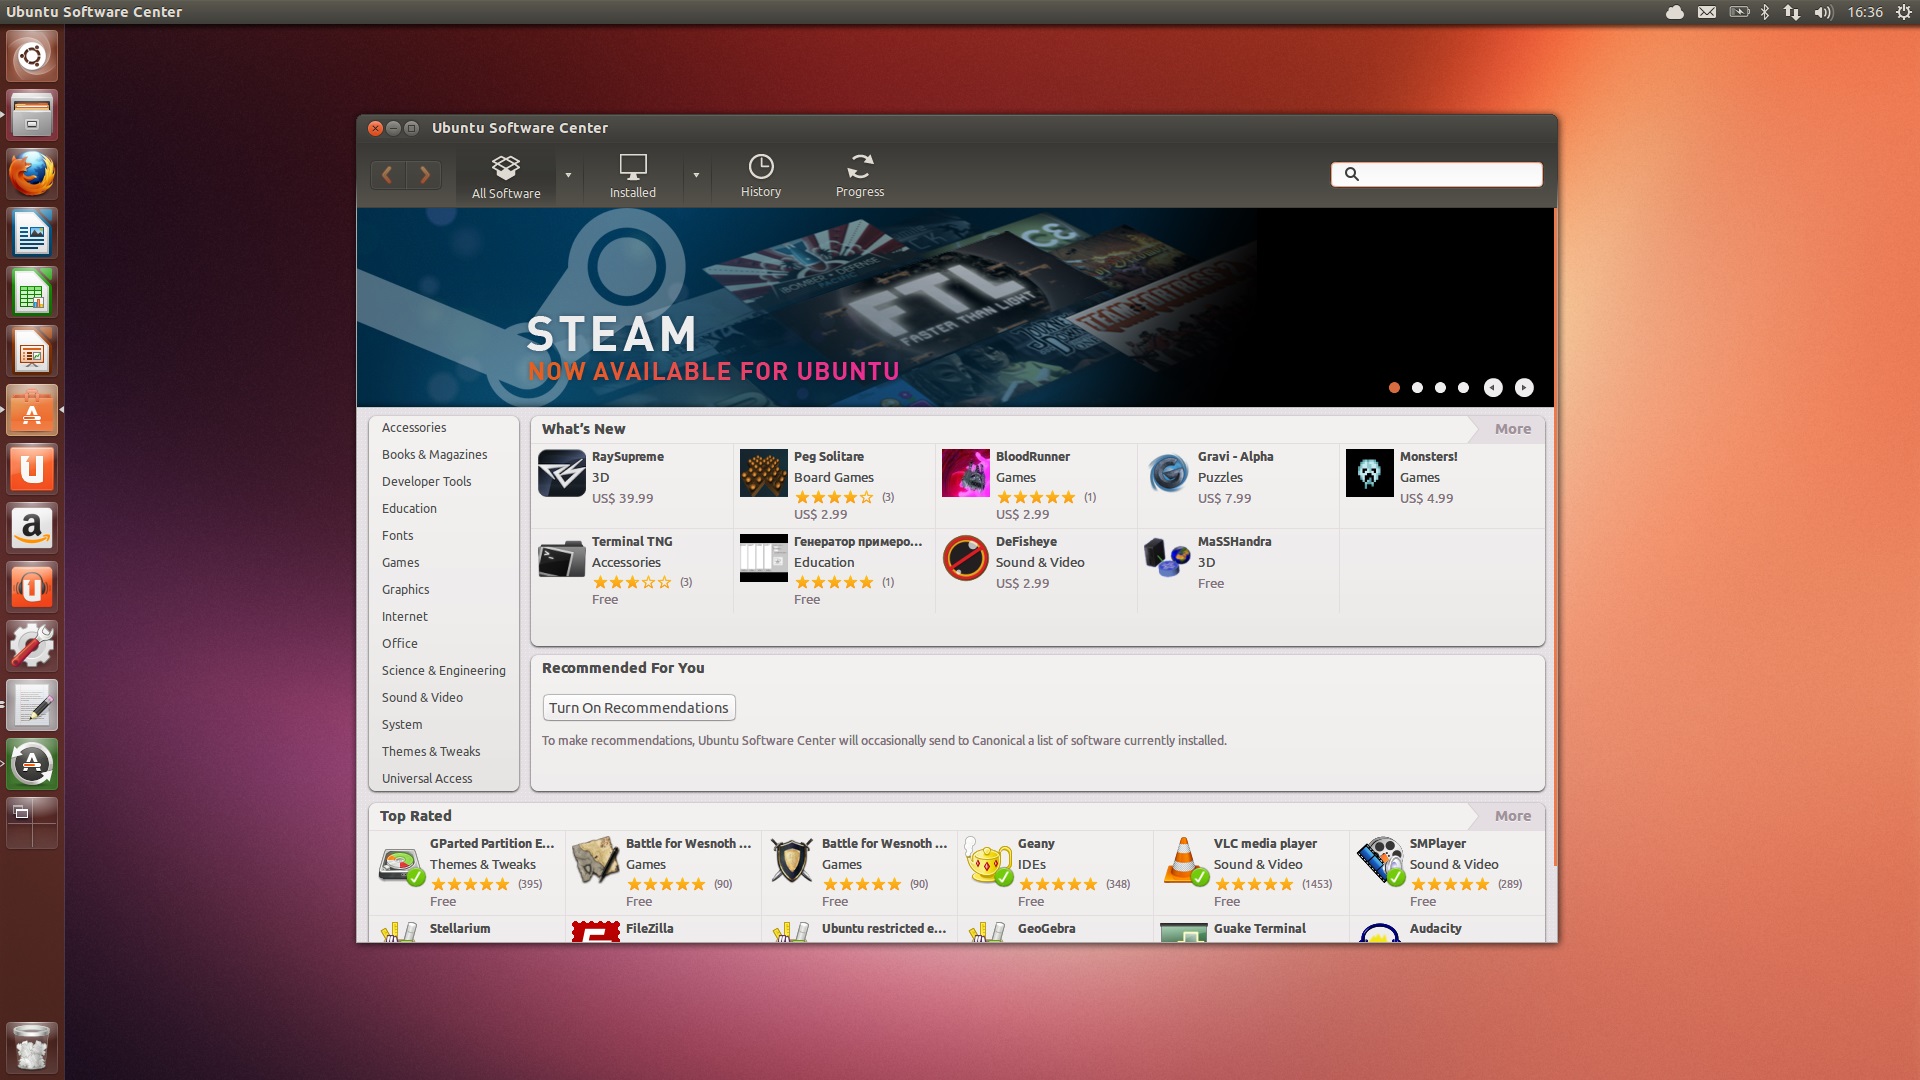 Ubuntu Software Center
16:36
Ubuntu Software Center
All Software
Installed
History
Progress
STEAM
NOW AVAILABLE FOR UBUNTU
FTL
FASTER THAN LIGHT
TEAM FORTRESS 2
BOMBER
DEFENSE
Accessories
Books & Magazines
Developer Tools
Education
Fonts
Games
Graphics
Internet
Office
Science & Engineering
Sound & Video
System
Themes & Tweaks
Universal Access
What's New
More
RaySupreme
3D
US$ 39.99
Peg Solitare
Board Games
(3)
US$ 2.99
BloodRunner
Games
(1)
US$ 2.99
Gravi - Alpha
Puzzles
US$ 7.99
Monsters!
Games
US$ 4.99
Terminal TNG
Accessories
(3)
Free
Генератор примеро...
Education
(1)
Free
DeFisheye
Sound & Video
US$ 2.99
MaSSHandra
3D
Free
Recommended For You
Turn On Recommendations
To make recommendations, Ubuntu Software Center will occasionally send to Canonical a list of software currently installed.
Top Rated
More
GParted Partition E...
Themes & Tweaks
(395)
Free
Battle for Wesnoth ...
Games
(90)
Free
Battle for Wesnoth ...
Games
(90)
Free
Geany
IDEs
(348)
Free
VLC media player
Sound & Video
(1453)
Free
SMPlayer
Sound & Video
(289)
Free
Stellarium
FileZilla
Ubuntu restricted e...
GeoGebra
Guake Terminal
Audacity